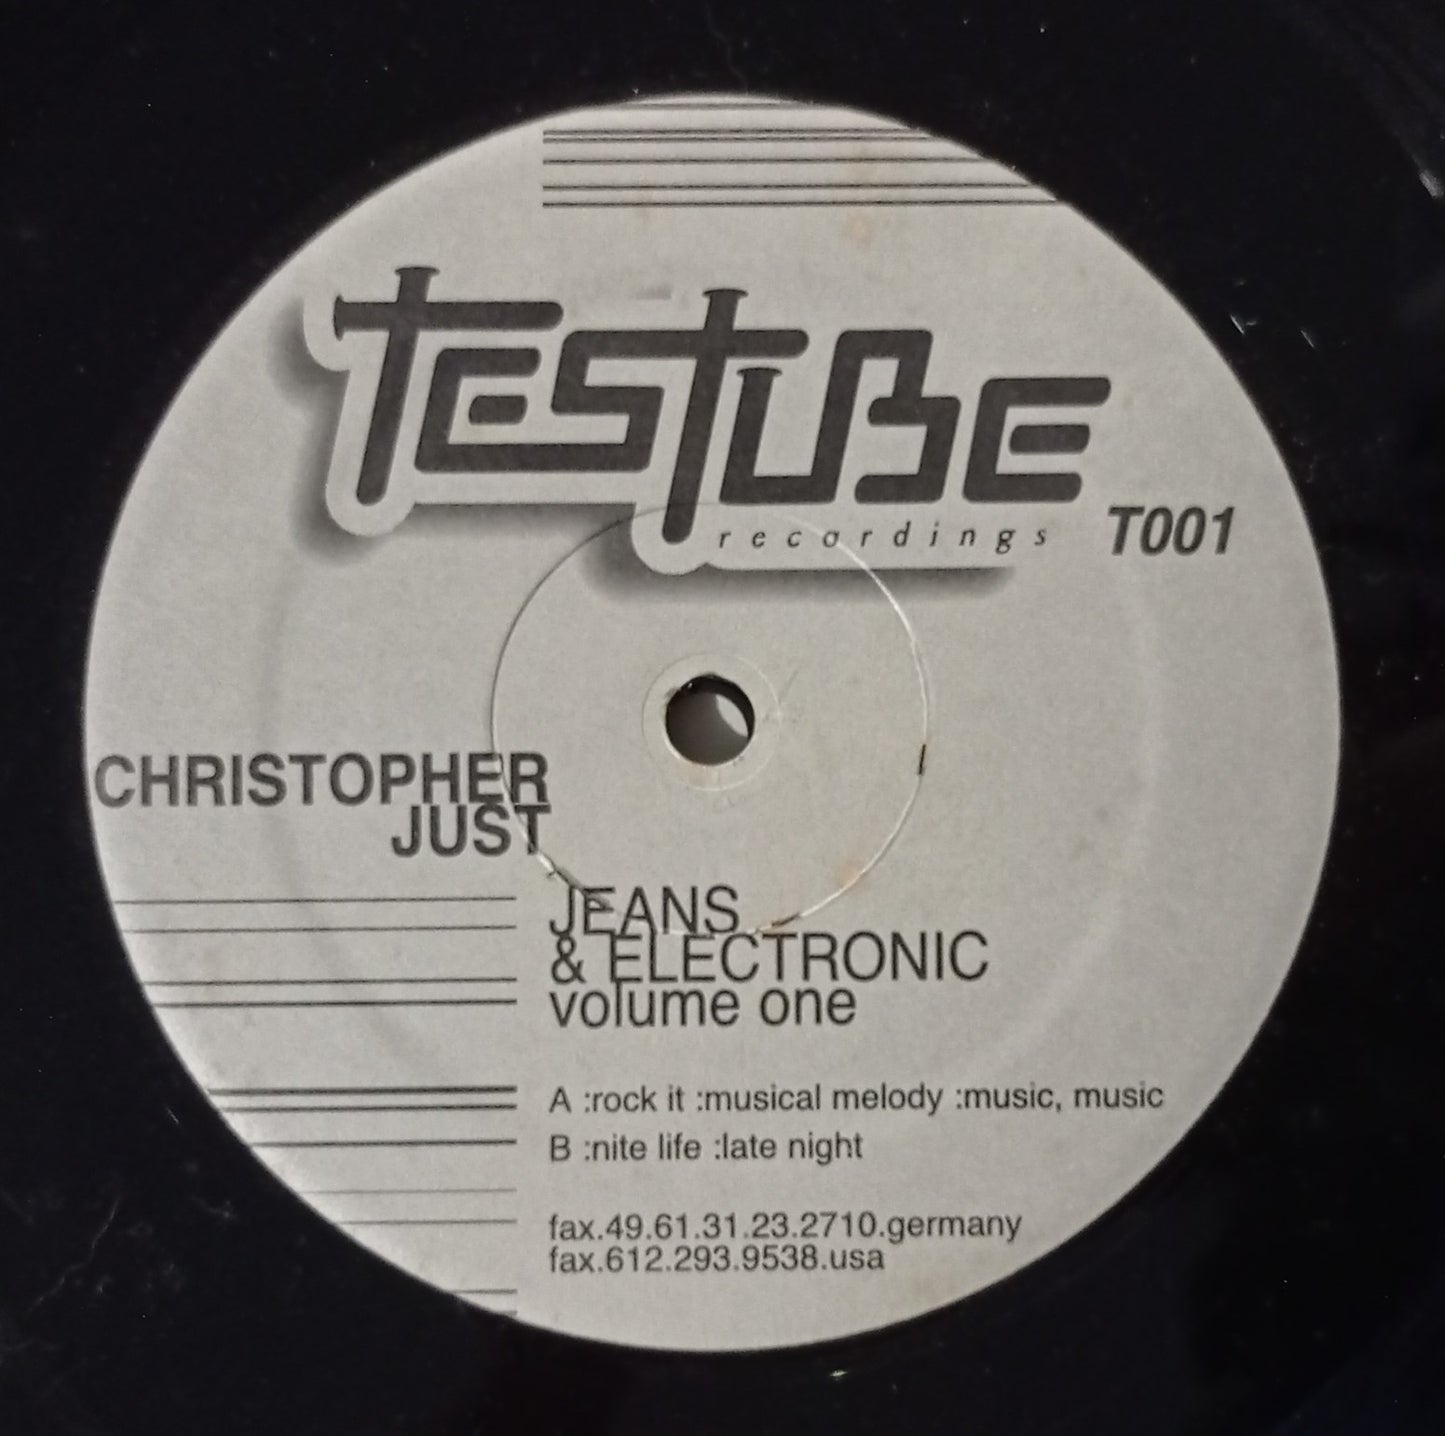 TESTUBE
recordings
T001
CHRISTOPHER
JUST
JEANS
& ELECTRONIC
volume one
A :rock it :musical melody :music, music
B :nite life :late night
fax.49.61.31.23.2710.germany
fax.612.293.9538.usa